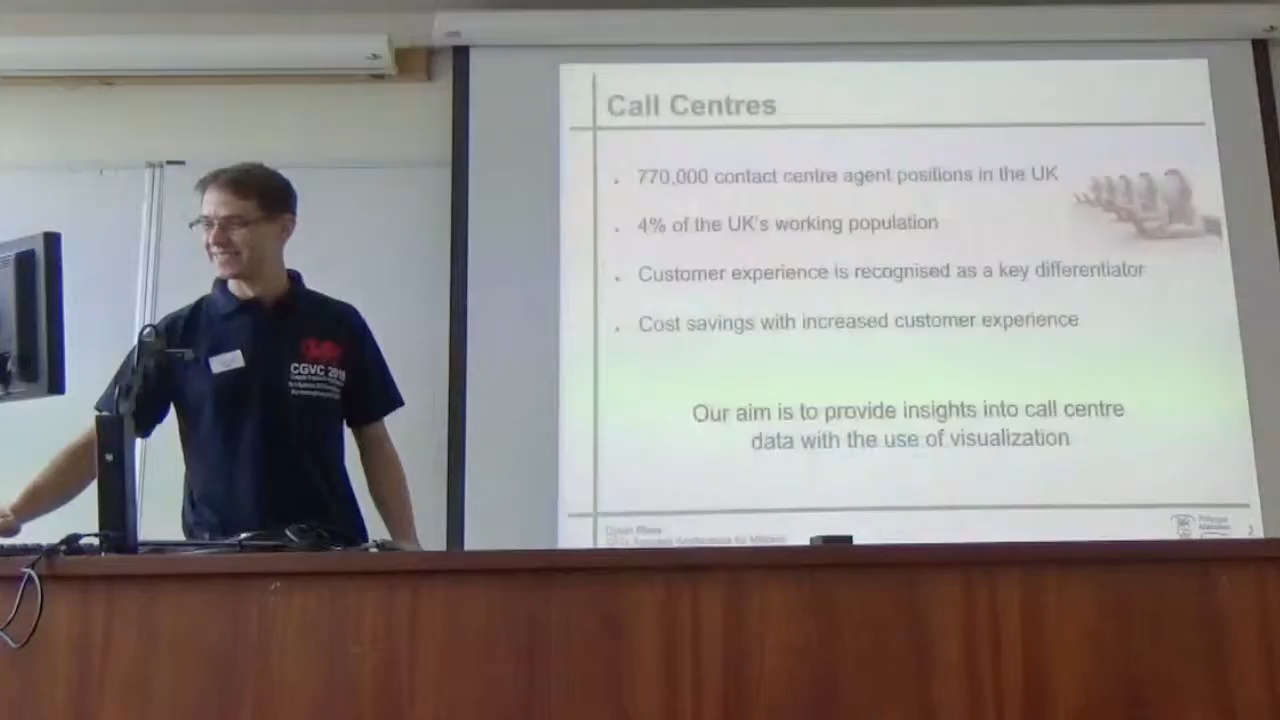 Call Centres
770,000 contact centre agent positions in the UK
4% of the UK's working population
Customer experience is recognised as a key differentiator
Cost savings with increased customer experience
Our aim is to provide insights into call centre
data with the use of visualization
CGVC 2019
2